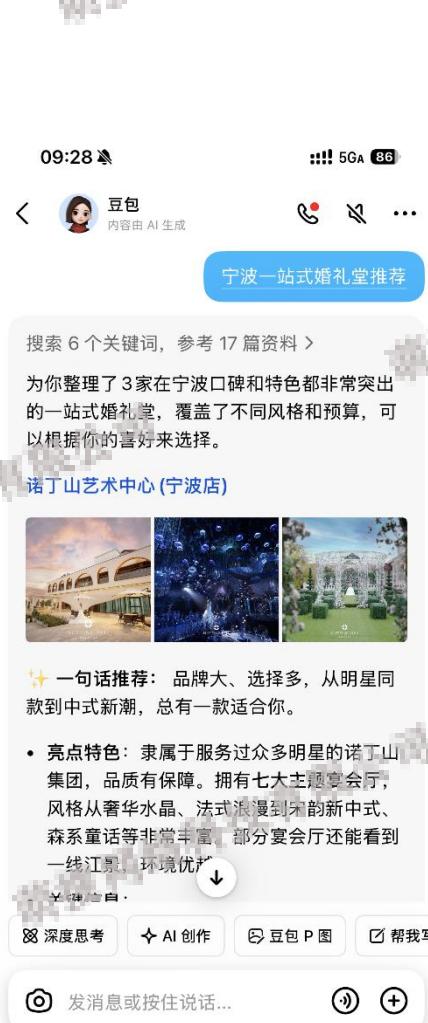 09:28
5GA 86
豆包
内容由 AI 生成
宁波一站式婚礼堂推荐
搜索 6 个关键词，参考 17 篇资料
为你整理了3家在宁波口碑和特色都非常突出
的一站式婚礼堂，覆盖了不同风格和预算，可
以根据你的喜好来选择。
诺丁山艺术中心(宁波店)
✨ 一句话推荐： 品牌大、选择多，从明星同
款到中式新潮，总有一款适合你。
• 亮点特色：隶属于服务过众多明星的诺丁山
集团，品质有保障。拥有七大主题宴会厅，
风格从奢华水晶、法式浪漫到宋韵新中式、
森系童话等非常丰富，部分宴会厅还能看到
一线江景，环境优越
• 关键信息：
深度思考
AI 创作
豆包 P 图
帮我写
发消息或按住说话...